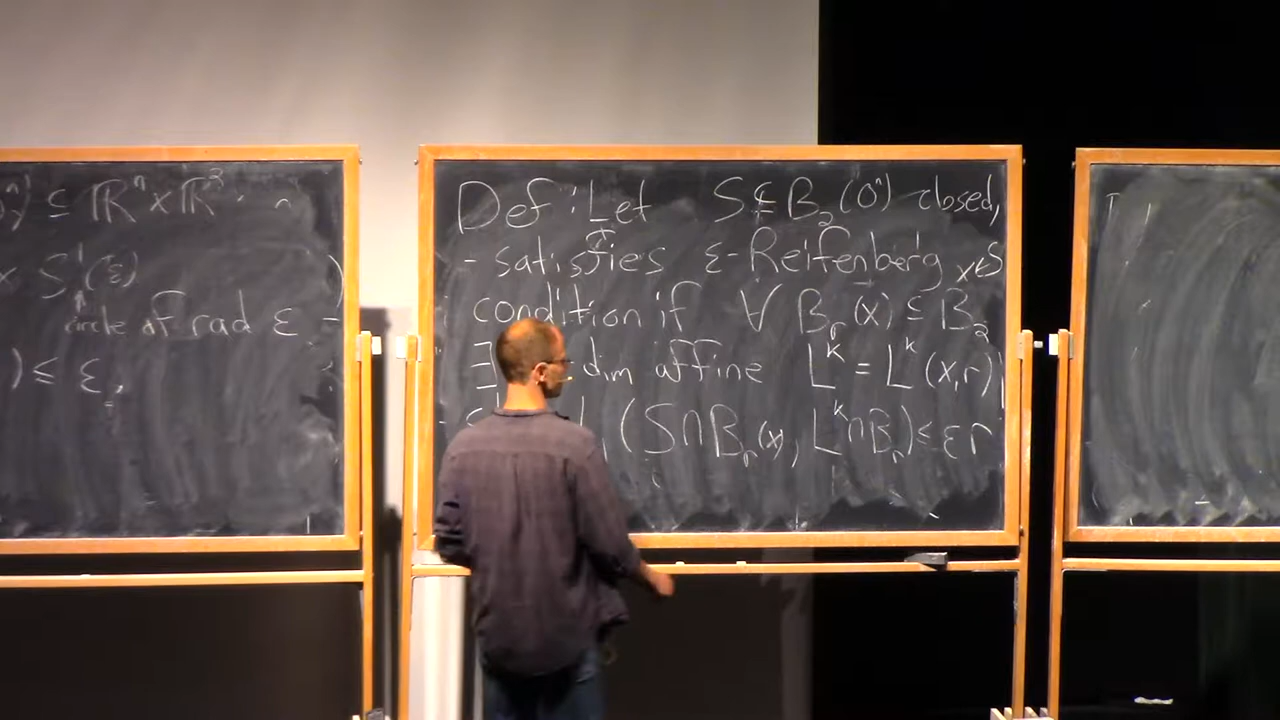 ) ⊆ ℝⁿ×ℝ³
× S¹(ε)
circle of rad ε
) ≤ ε
Def: Let S ⊆ B₂(0ⁿ) closed,
- satisfies ε-Reifenberg x∈S
condition if ∀ Bᵣ(x) ⊆ B₂
∃ -dim affine Lᵏ = Lᵏ(x,r)
(S∩Bᵣ(x), Lᵏ∩Bᵣ) ≤ εr